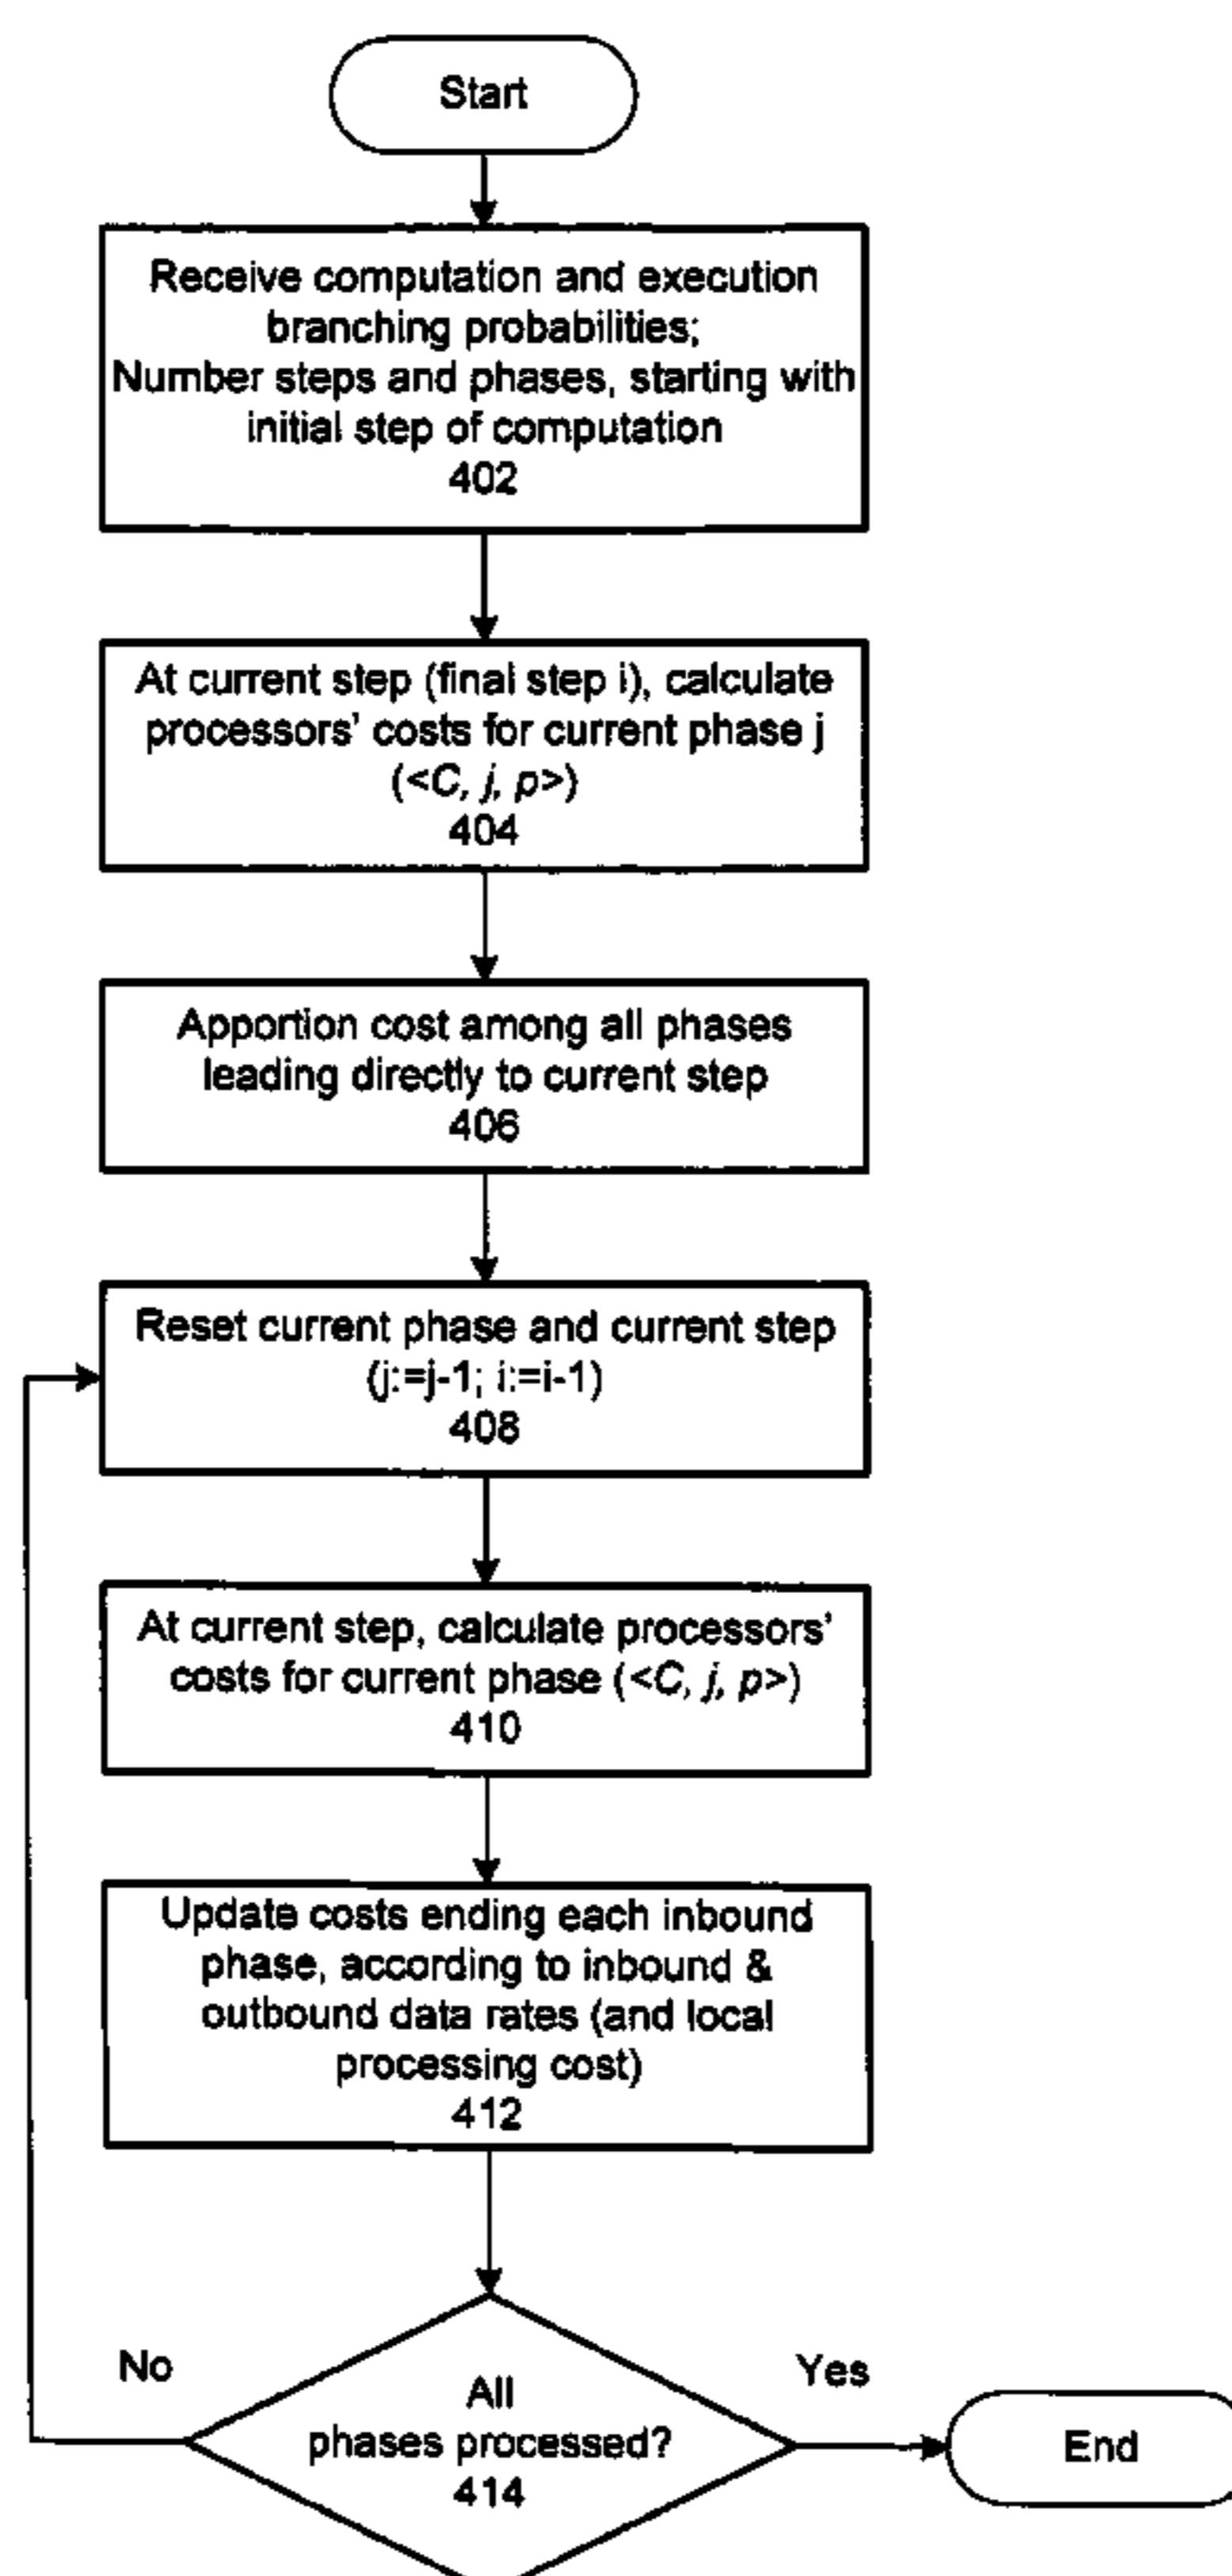 Start
Receive computation and execution
branching probabilities;
Number steps and phases, starting with
initial step of computation
402
At current step (final step i), calculate
processors' costs for current phase j
(<C, j, p>)
404
Apportion cost among all phases
leading directly to current step
406
Reset current phase and current step
(j:=j-1; i:=i-1)
408
At current step, calculate processors'
costs for current phase (<C, j, p>)
410
Update costs ending each inbound
phase, according to inbound &
outbound data rates (and local
processing cost)
412
No
Yes
All
phases processed?
414
End